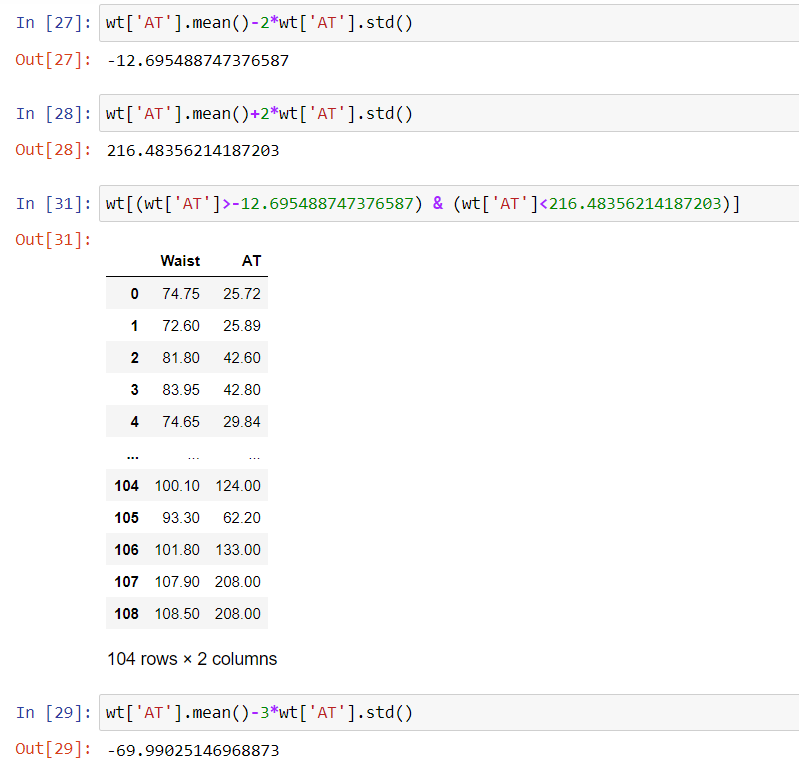 In [27]: wt['AT'].mean()-2*wt['AT'].std()
Out[27]: -12.695488747376587
In [28]: wt['AT'].mean()+2*wt['AT'].std()
Out[28]: 216.48356214187203
In [31]: wt[(wt['AT']>-12.695488747376587) & (wt['AT']<216.48356214187203)]
Out[31]:
Waist AT
0 74.75 25.72
1 72.60 25.89
2 81.80 42.60
3 83.95 42.80
4 74.65 29.84
... ... ...
104 100.10 124.00
105 93.30 62.20
106 101.80 133.00
107 107.90 208.00
108 108.50 208.00
104 rows × 2 columns
In [29]: wt['AT'].mean()-3*wt['AT'].std()
Out[29]: -69.99025146968873